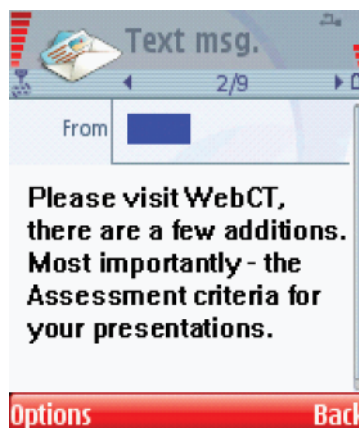 Text msg.
2/9
From
Please visit WebCT,
there are a few additions.
Most importantly - the
Assessment criteria for
your presentations.
Options Back